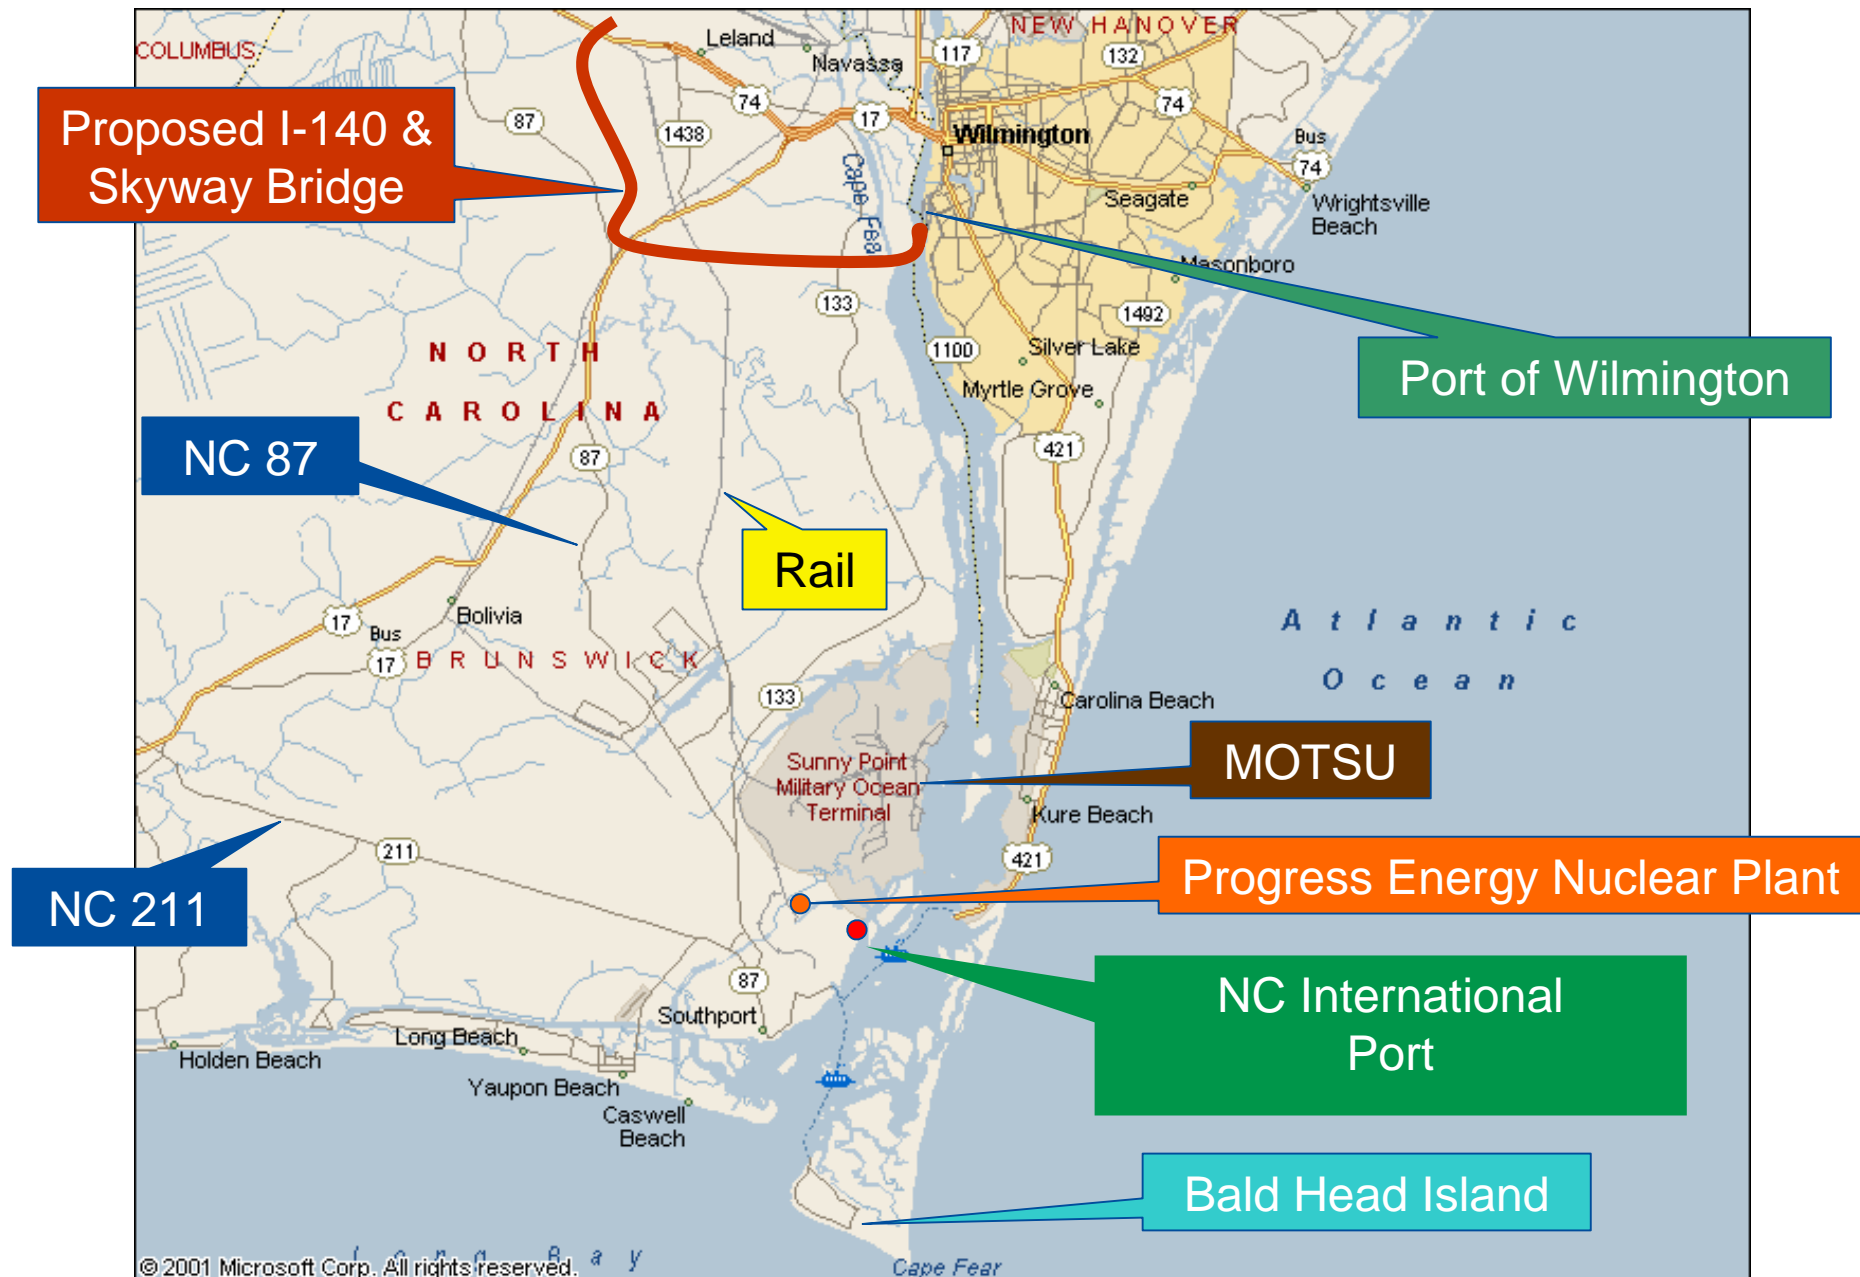 NEW HANOVER
COLUMBUS
Leland
Navassa
117
132
74
74
87
1438
17
Proposed I-140 &
Skyway Bridge
Wilmington
Bus
74
Cape Fea
Seagate
Wrightsville
Beach
Masonboro
133
1492
NORTH
CAROLINA
1100
Silver Lake
Myrtle Grove
Port of Wilmington
NC 87
87
421
Rail
17
Bolivia
Bus
17
BRUNSWICK
Atlantic
Ocean
133
Carolina Beach
Sunny Point
Military Ocean
Terminal
MOTSU
Kure Beach
211
421
NC 211
Progress Energy Nuclear Plant
87
Southport
NC International
Port
Long Beach
Holden Beach
Yaupon Beach
Caswell
Beach
Bald Head Island
Long Bay
© 2001 Microsoft Corp. All rights reserved.
Cape Fear